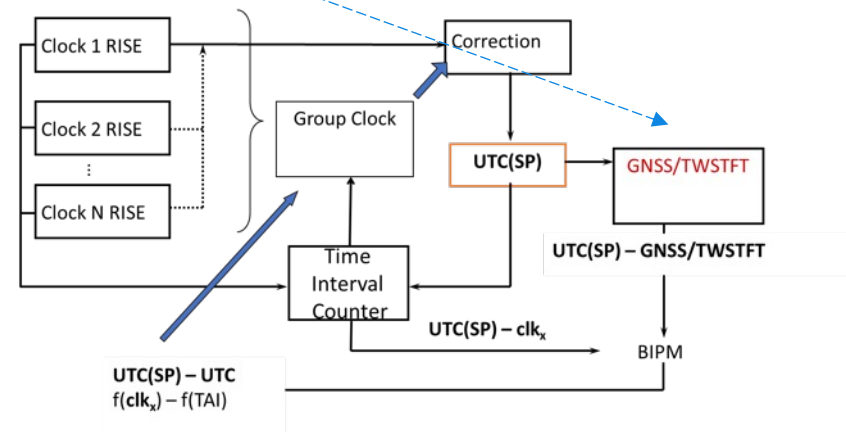 Clock 1 RISE
Correction
Clock 2 RISE
Group Clock
⋮
UTC(SP)
GNSS/TWSTFT
Clock N RISE
UTC(SP) – GNSS/TWSTFT
Time
Interval
Counter
UTC(SP) – clkₓ
BIPM
UTC(SP) – UTC
f(clkₓ) – f(TAI)